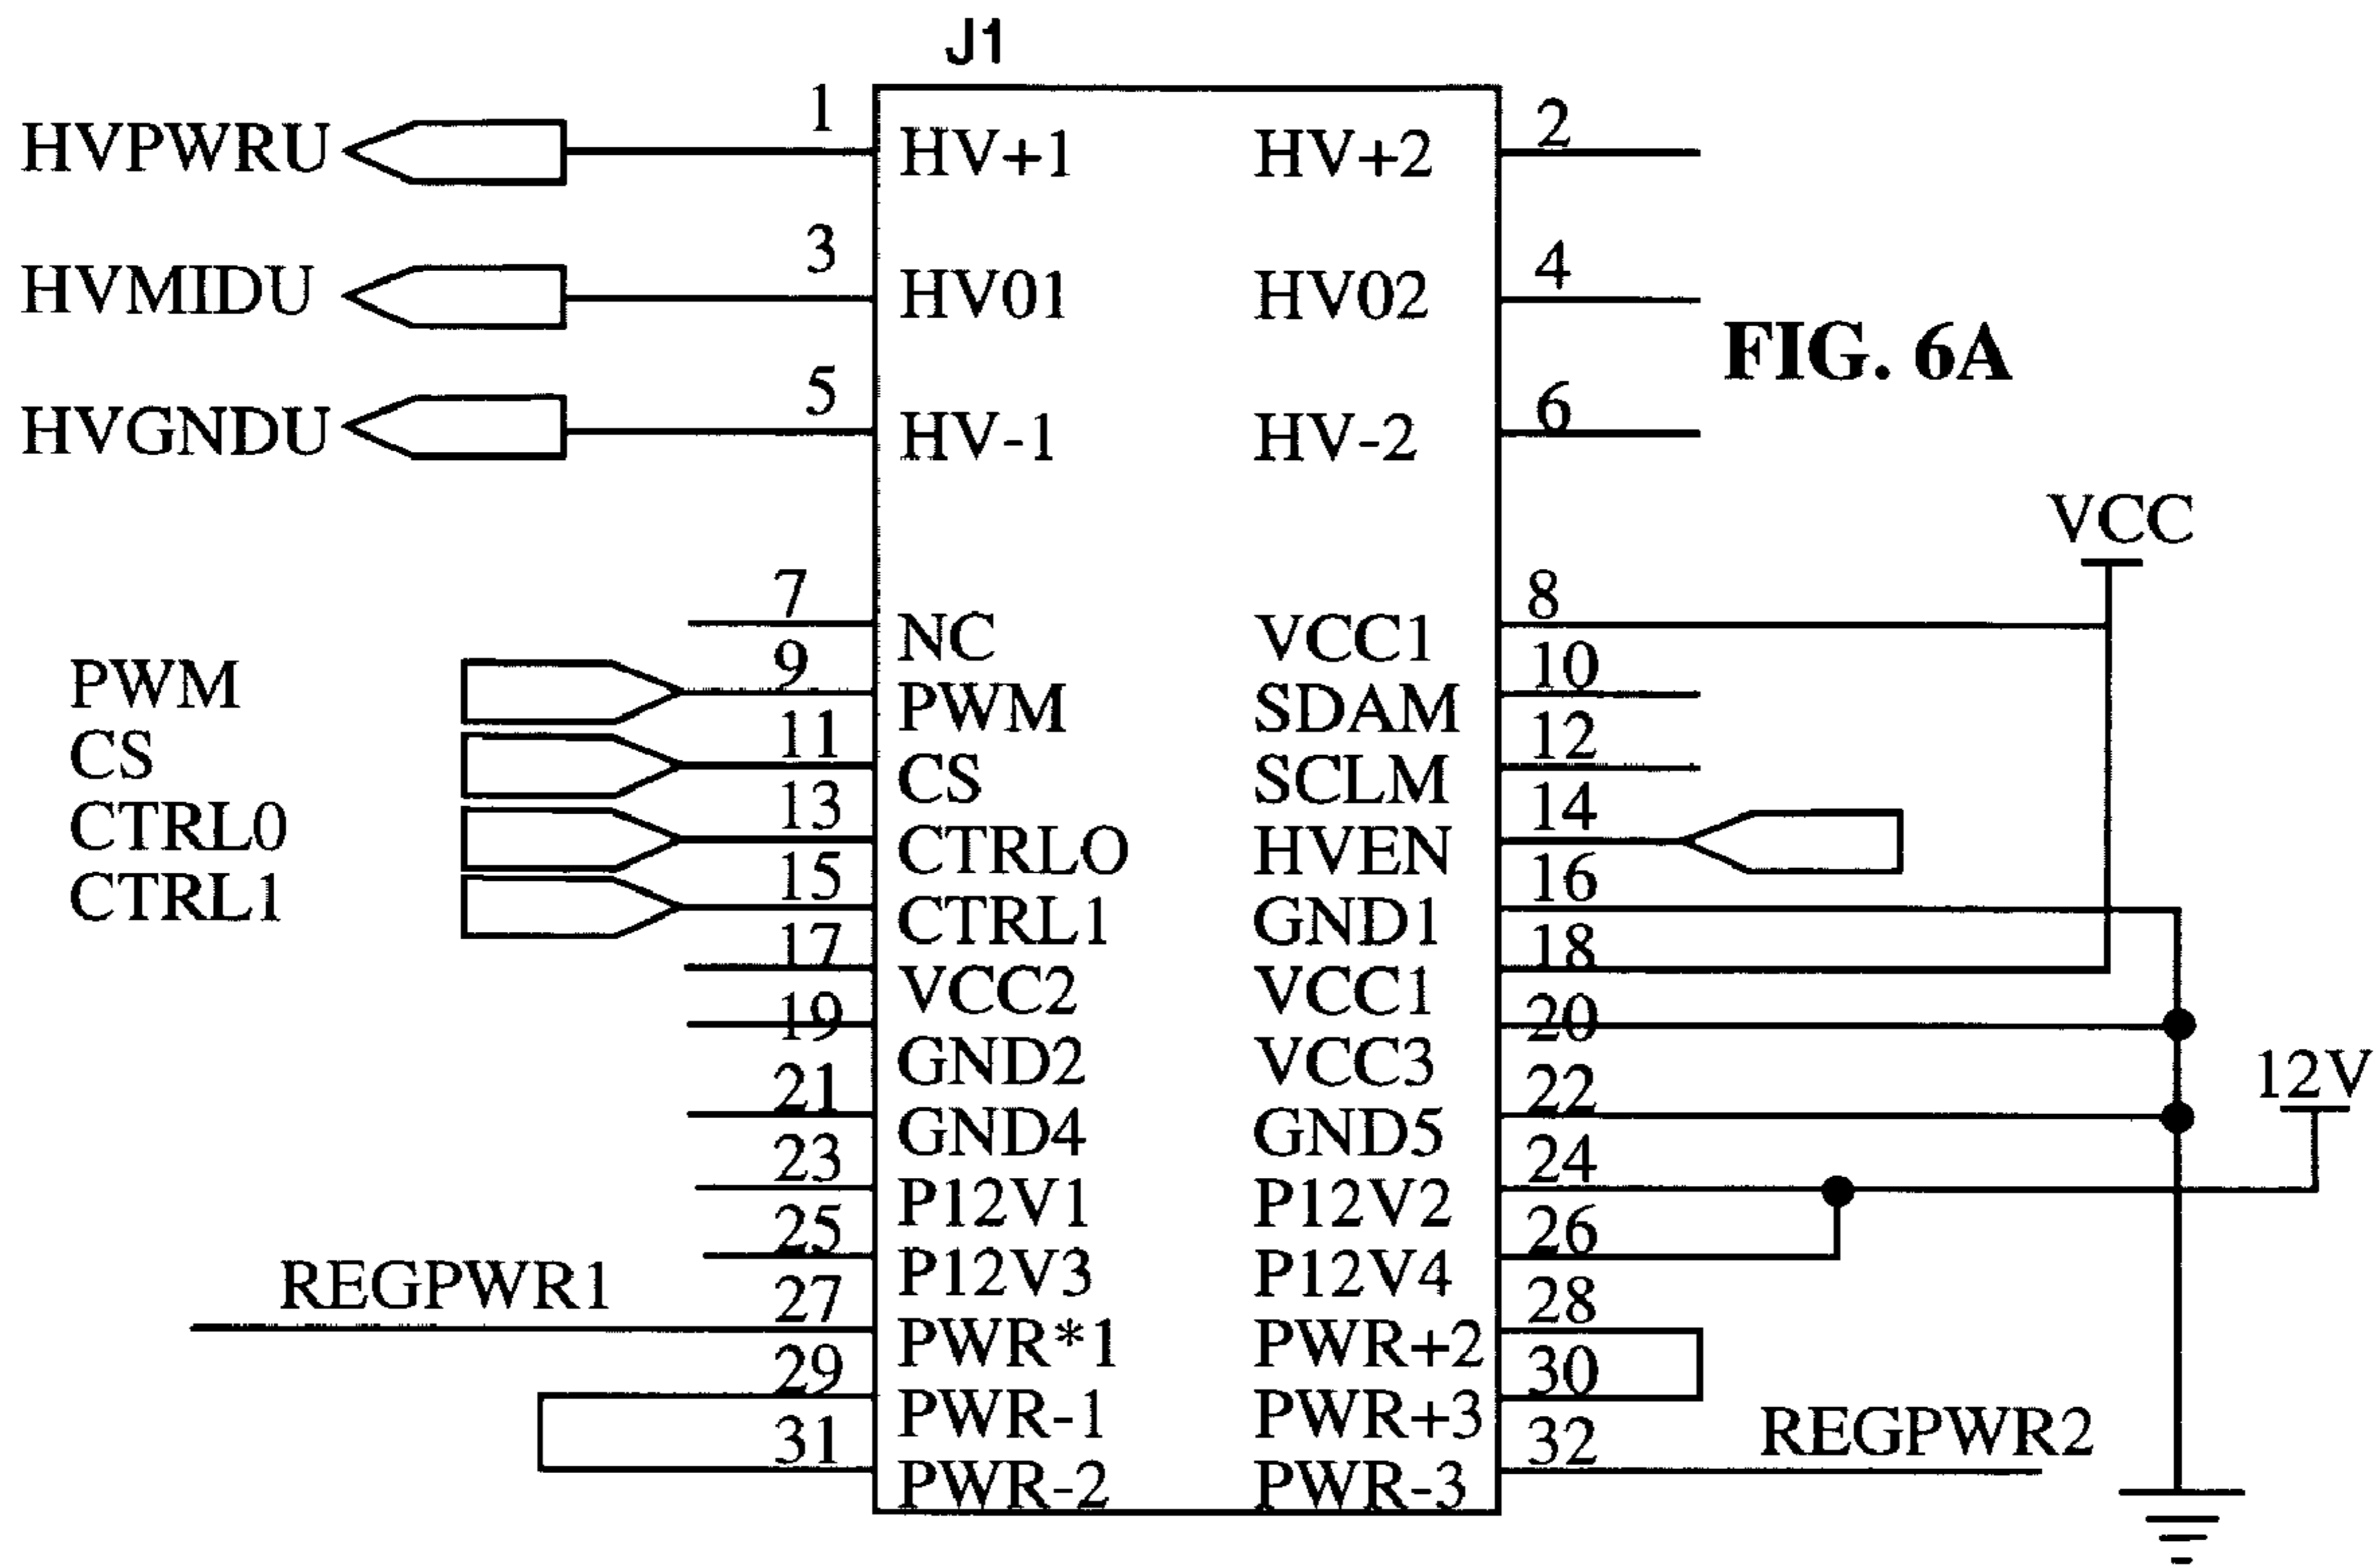 J1
1 2
HVPWRU HV+1 HV+2
3 4
HVMIDU HV01 HV02
FIG. 6A
5 6
HVGNDU HV-1 HV-2
VCC
7 8
NC VCC1
9 10
PWM PWM SDAM
11 12
CS CS SCLM
13 14
CTRL0 CTRLO HVEN
15 16
CTRL1 CTRL1 GND1
17 18
VCC2 VCC1
19 20
GND2 VCC3
12V
21 22
GND4 GND5
23 24
P12V1 P12V2
25 26
P12V3 P12V4
REGPWR1 27 28
PWR*1 PWR+2
29 30
PWR-1 PWR+3
31 32 REGPWR2
PWR-2 PWR-3